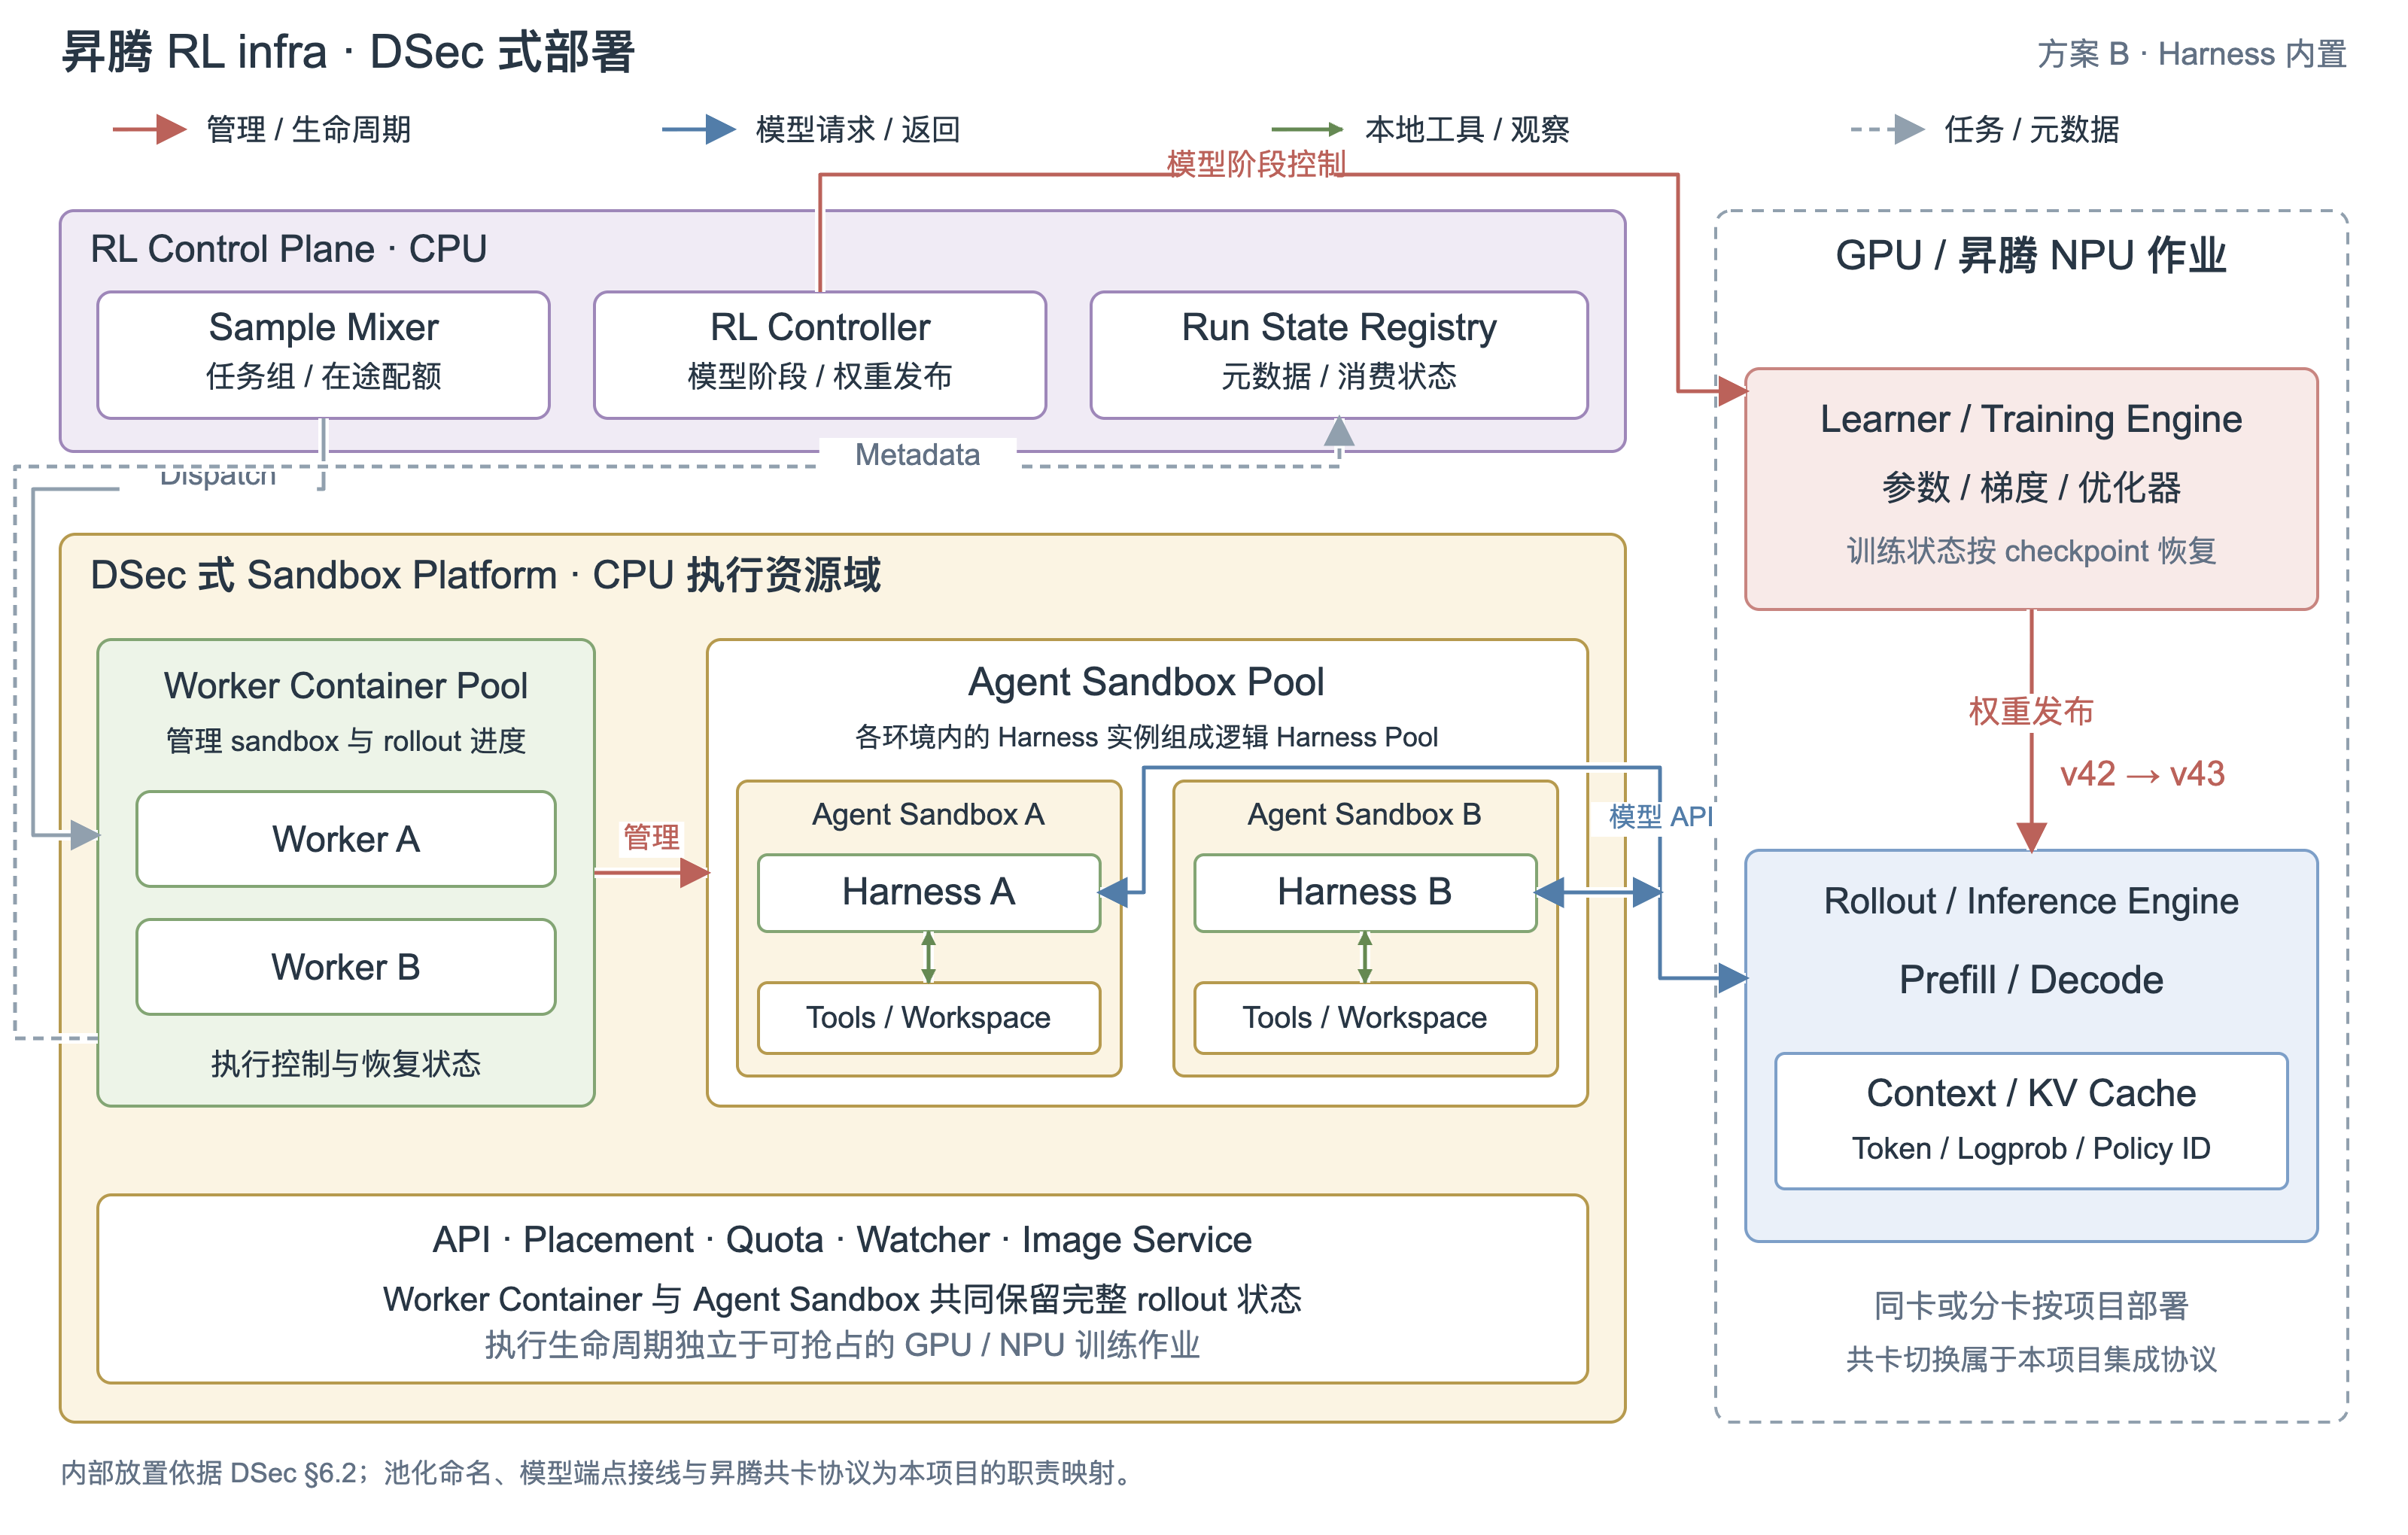 昇腾 RL infra · DSec 式部署
方案 B · Harness 内置
管理 / 生命周期
模型请求 / 返回
本地工具 / 观察
任务 / 元数据
模型阶段控制
RL Control Plane · CPU
Sample Mixer
任务组 / 在途配额
RL Controller
模型阶段 / 权重发布
Run State Registry
元数据 / 消费状态
Metadata
Dispatch
DSec 式 Sandbox Platform · CPU 执行资源域
Worker Container Pool
管理 sandbox 与 rollout 进度
Worker A
Worker B
执行控制与恢复状态
管理
Agent Sandbox Pool
各环境内的 Harness 实例组成逻辑 Harness Pool
Agent Sandbox A
Harness A
Tools / Workspace
Agent Sandbox B
Harness B
Tools / Workspace
模型 API
API · Placement · Quota · Watcher · Image Service
Worker Container 与 Agent Sandbox 共同保留完整 rollout 状态
执行生命周期独立于可抢占的 GPU / NPU 训练作业
GPU / 昇腾 NPU 作业
Learner / Training Engine
参数 / 梯度 / 优化器
训练状态按 checkpoint 恢复
权重发布
v42 → v43
Rollout / Inference Engine
Prefill / Decode
Context / KV Cache
Token / Logprob / Policy ID
同卡或分卡按项目部署
共卡切换属于本项目集成协议
内部放置依据 DSec §6.2；池化命名、模型端点接线与昇腾共卡协议为本项目的职责映射。